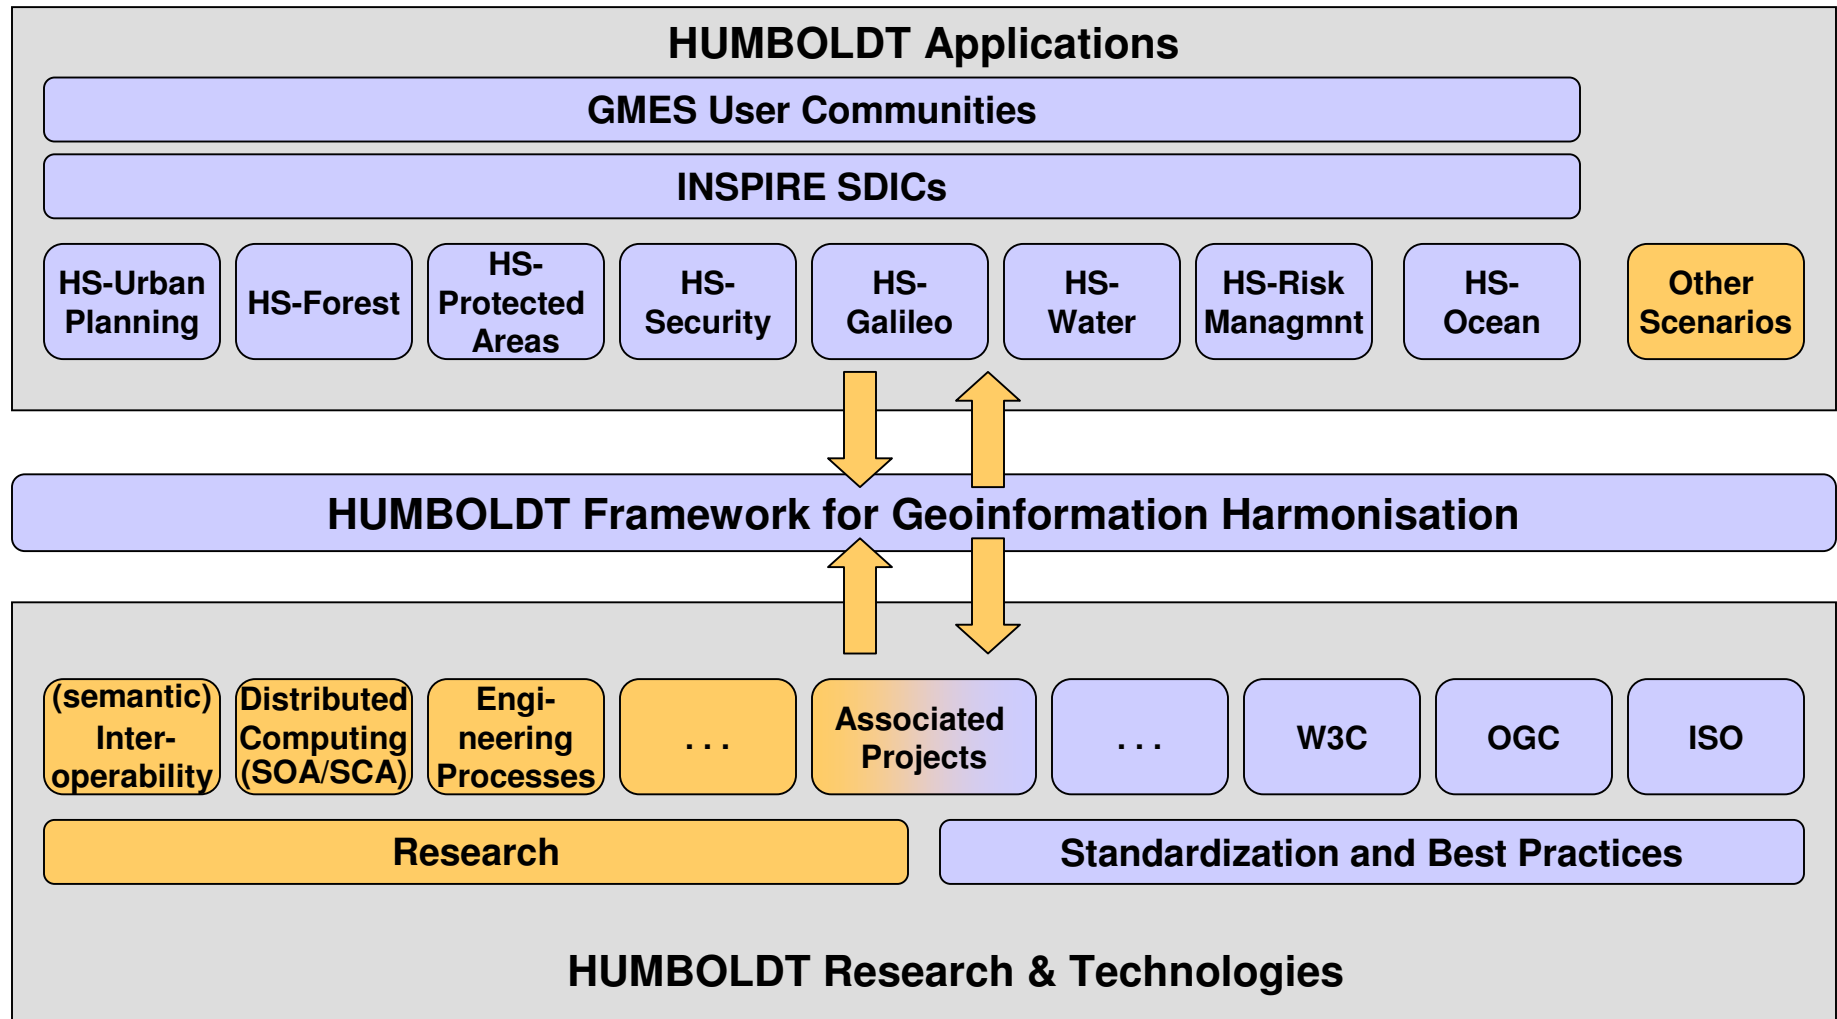 HUMBOLDT Applications
GMES User Communities
INSPIRE SDICs
HS-Urban
Planning
HS-Forest
HS-
Protected
Areas
HS-
Security
HS-
Galileo
HS-
Water
HS-Risk
Managmnt
HS-
Ocean
Other
Scenarios
HUMBOLDT Framework for Geoinformation Harmonisation
(semantic)
Inter-
operability
Distributed
Computing
(SOA/SCA)
Engi-
neering
Processes
. . .
Associated
Projects
. . .
W3C
OGC
ISO
Research
Standardization and Best Practices
HUMBOLDT Research & Technologies